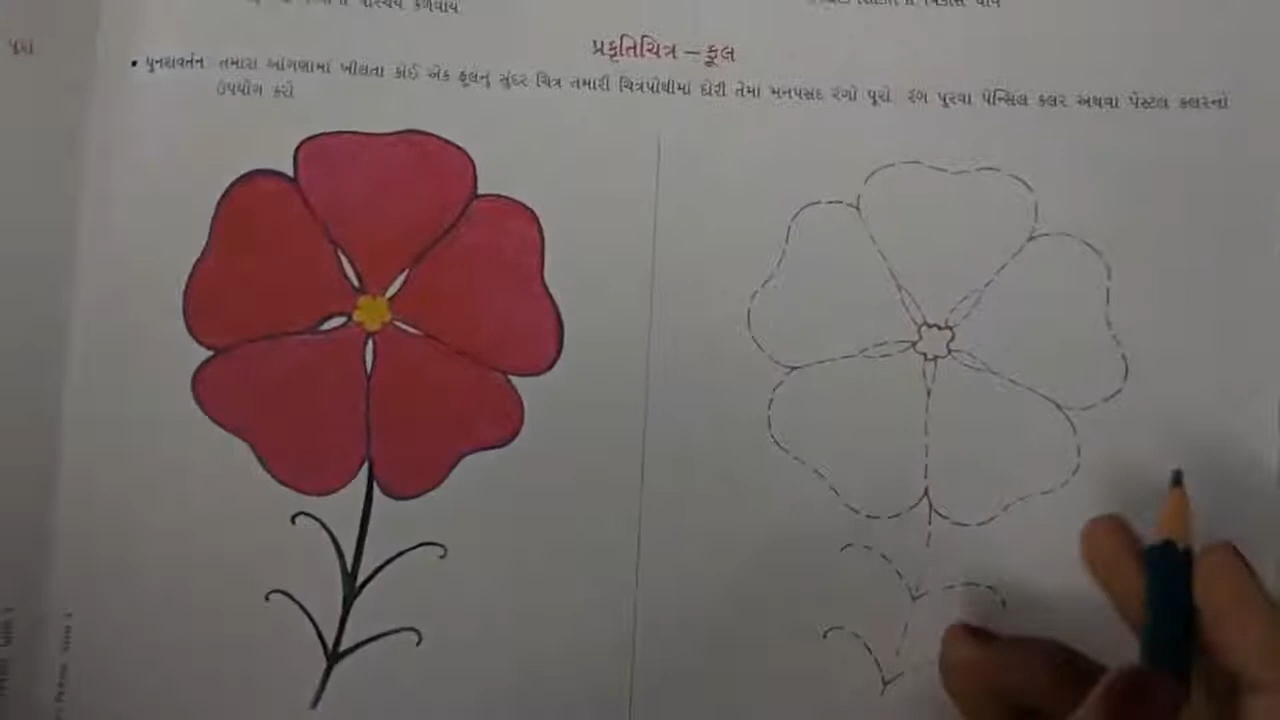 પ્રકૃતિચિત્ર – ફૂલ
• પુનરાવર્તન તમારા આંગણામાં ખીલતા કોઈ એક ફૂલનું સુંદર ચિત્ર તમારી ચિત્રપોથીમાં દોરી તેમાં મનપસંદ રંગો પૂરો રંગ પૂરવા પેન્સિલ કલર અથવા પેસ્ટલ કલરનો
ઉપયોગ કરો